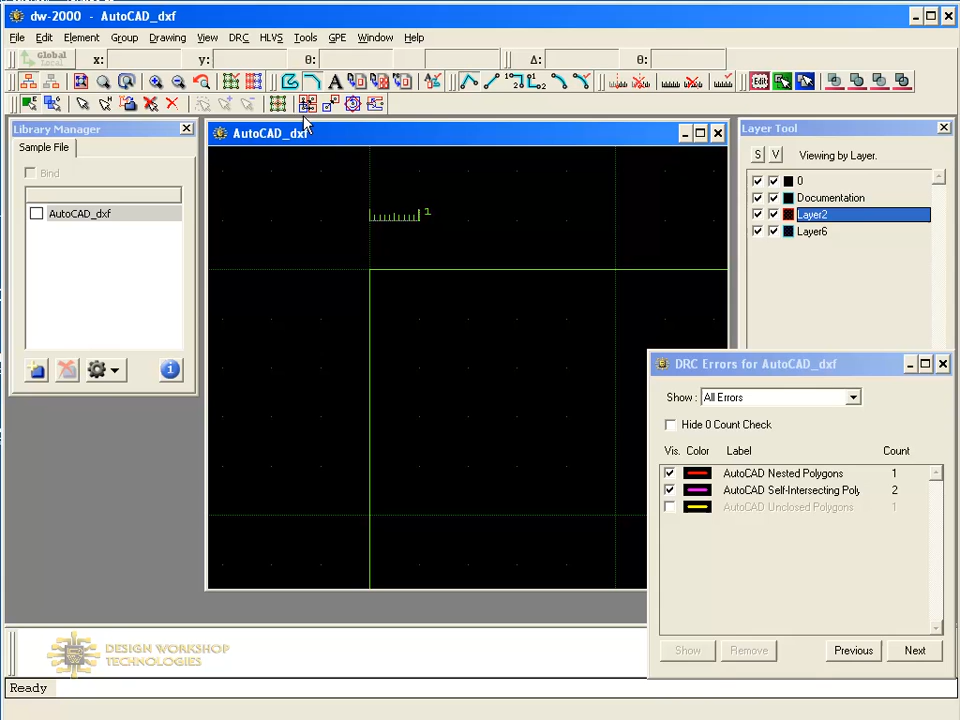 dw-2000 - AutoCAD_dxf
File Edit Element Group Drawing View DRC HLVS Tools GPE Window Help
Global
Local
x: y: θ: Δ: θ:
Edit
Library Manager
Sample File
Bind
AutoCAD_dxf
AutoCAD_dxf
1
Layer Tool
S V Viewing by Layer.
0
Documentation
Layer2
Layer6
DRC Errors for AutoCAD_dxf
Show : All Errors
Hide 0 Count Check
Vis. Color Label Count
AutoCAD Nested Polygons 1
AutoCAD Self-Intersecting Poly 2
AutoCAD Unclosed Polygons 1
Show Remove Previous Next
DESIGN WORKSHOP
TECHNOLOGIES
Ready